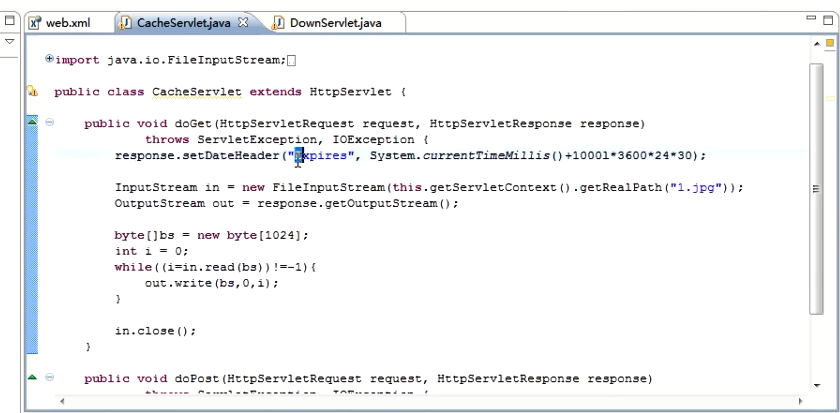 web.xml CacheServlet.java DownServlet.java
import java.io.FileInputStream;
public class CacheServlet extends HttpServlet {
public void doGet(HttpServletRequest request, HttpServletResponse response)
throws ServletException, IOException {
response.setDateHeader("expires", System.currentTimeMillis()+1000l*3600*24*30);
InputStream in = new FileInputStream(this.getServletContext().getRealPath("1.jpg"));
OutputStream out = response.getOutputStream();
byte[]bs = new byte[1024];
int i = 0;
while((i=in.read(bs))!=-1){
out.write(bs,0,i);
}
in.close();
}
public void doPost(HttpServletRequest request, HttpServletResponse response)
throws ServletException, IOException {